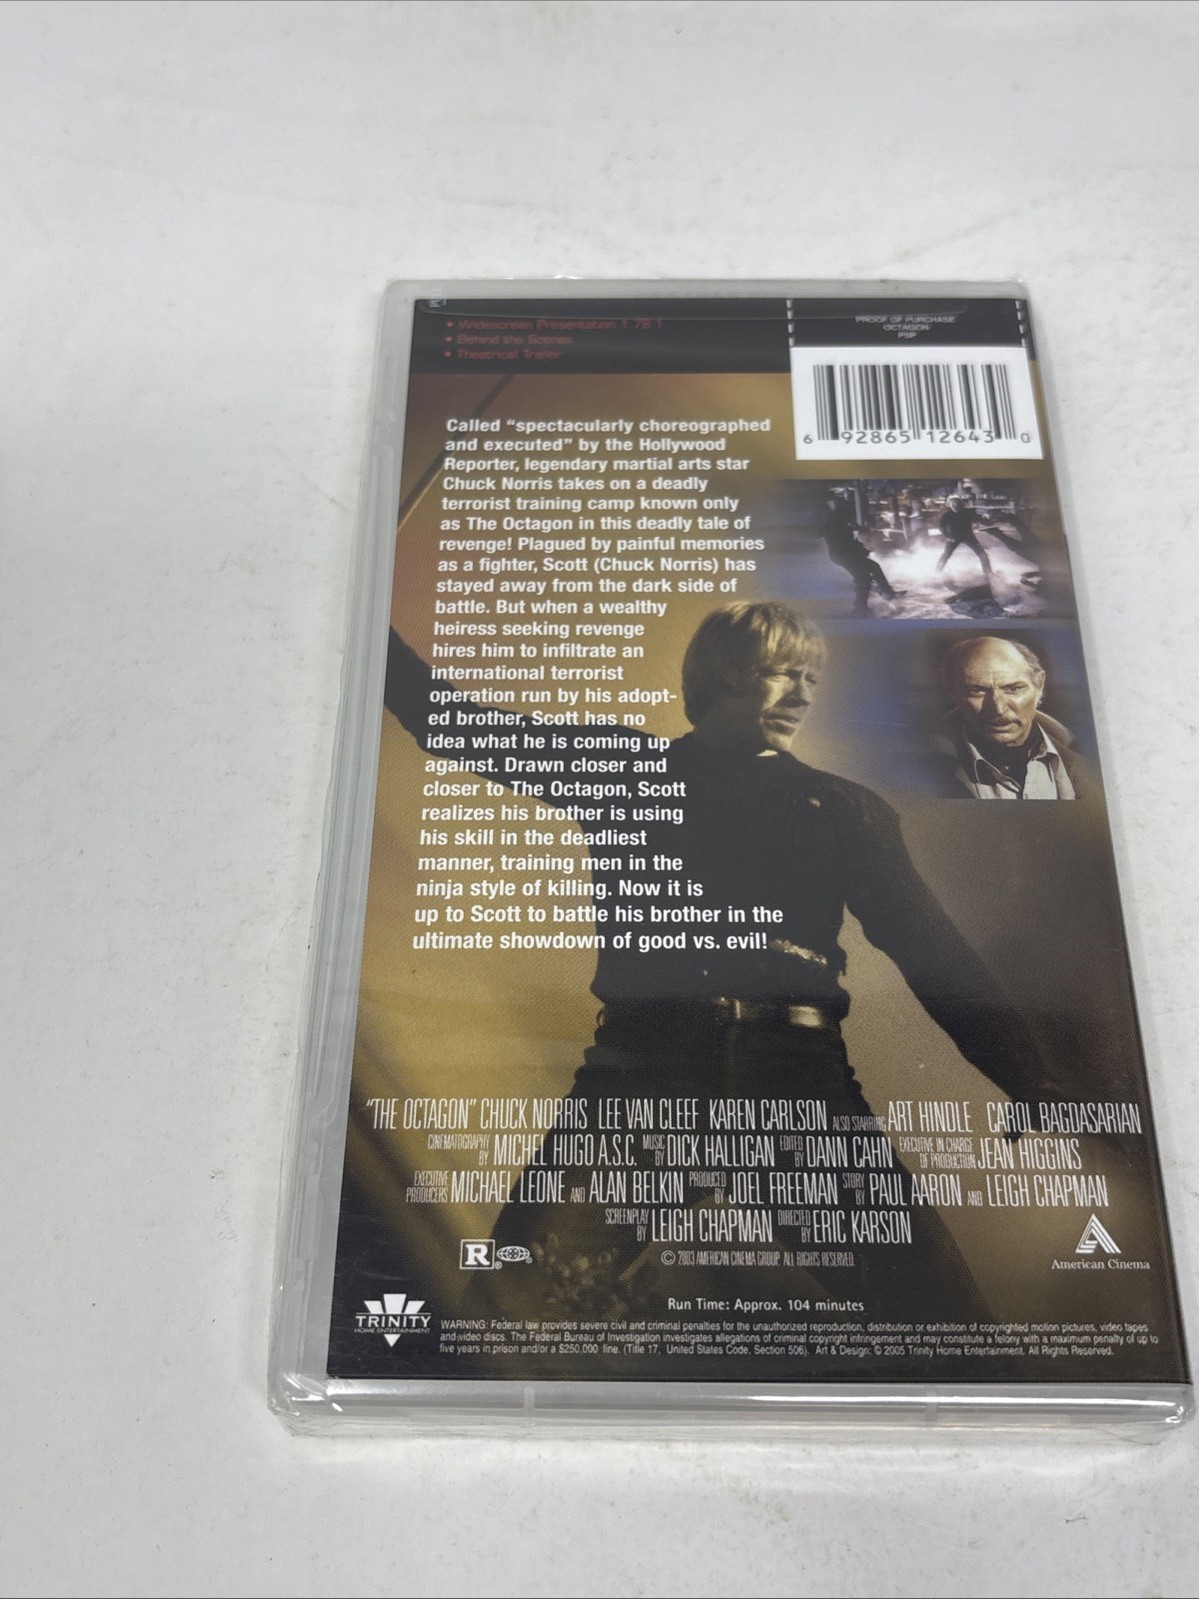 • Widescreen Presentation 1.78:1
• Behind the Scenes
• Theatrical Trailer
PROOF OF PURCHASE
OCTAGON
PSP
6 92865 12643 0
Called “spectacularly choreographed
and executed” by the Hollywood
Reporter, legendary martial arts star
Chuck Norris takes on a deadly
terrorist training camp known only
as The Octagon in this deadly tale of
revenge! Plagued by painful memories
as a fighter, Scott (Chuck Norris) has
stayed away from the dark side of
battle. But when a wealthy
heiress seeking revenge
hires him to infiltrate an
international terrorist
operation run by his adopt-
ed brother, Scott has no
idea what he is coming up
against. Drawn closer and
closer to The Octagon, Scott
realizes his brother is using
his skill in the deadliest
manner, training men in the
ninja style of killing. Now it is
up to Scott to battle his brother in the
ultimate showdown of good vs. evil!
“THE OCTAGON” CHUCK NORRIS LEE VAN CLEEF KAREN CARLSON ALSO STARRING ART HINDLE CAROL BAGDASARIAN
CINEMATOGRAPHY BY MICHEL HUGO A.S.C. MUSIC BY DICK HALLIGAN EDITED BY DANN CAHN EXECUTIVE IN CHARGE OF PRODUCTION JEAN HIGGINS
EXECUTIVE PRODUCERS MICHAEL LEONE AND ALAN BELKIN PRODUCED BY JOEL FREEMAN STORY BY PAUL AARON AND LEIGH CHAPMAN
SCREENPLAY BY LEIGH CHAPMAN DIRECTED BY ERIC KARSON
R ® ®
© 2003 AMERICAN CINEMA GROUP. ALL RIGHTS RESERVED.
American Cinema
Run Time: Approx. 104 minutes
TRINITY
HOME ENTERTAINMENT
WARNING: Federal law provides severe civil and criminal penalties for the unauthorized reproduction, distribution or exhibition of copyrighted motion pictures, video tapes
and video discs. The Federal Bureau of Investigation investigates allegations of criminal copyright infringement and may constitute a felony with a maximum penalty of up to
five years in prison and/or a $250,000 fine. (Title 17, United States Code, Section 506). Art & Design: © 2005 Trinity Home Entertainment. All Rights Reserved.